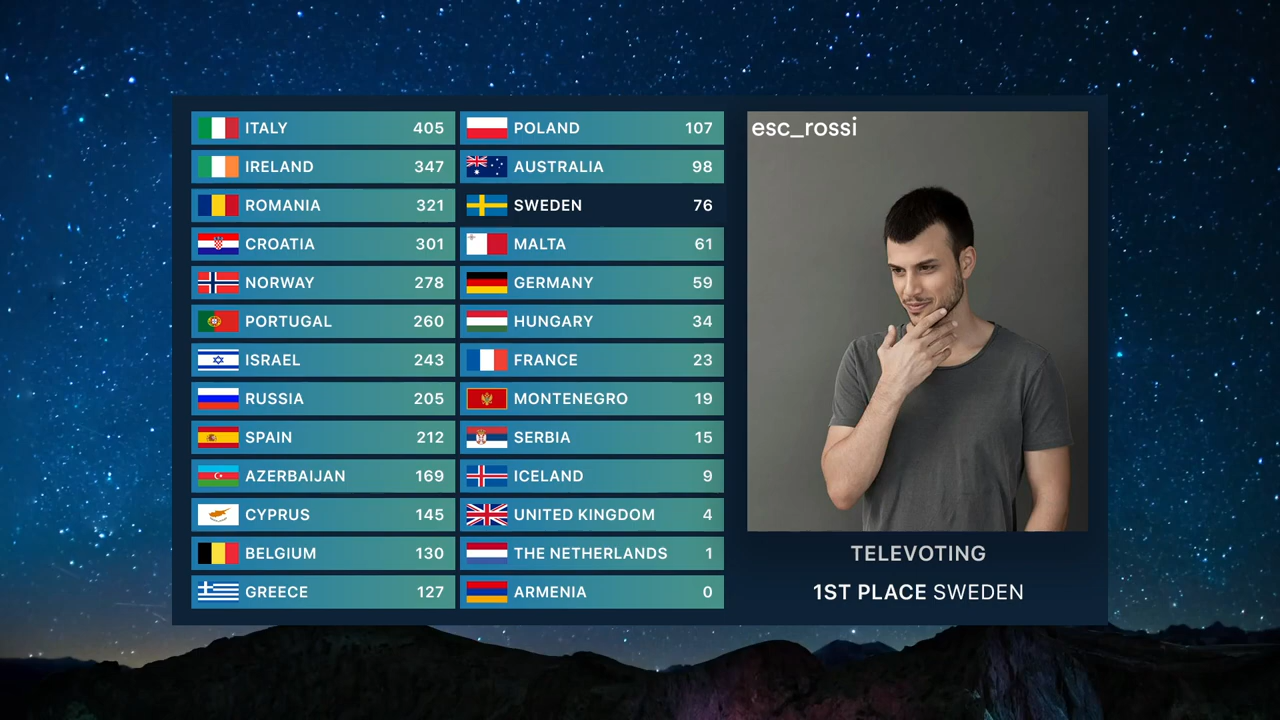 ITALY 405
IRELAND 347
ROMANIA 321
CROATIA 301
NORWAY 278
PORTUGAL 260
ISRAEL 243
RUSSIA 205
SPAIN 212
AZERBAIJAN 169
CYPRUS 145
BELGIUM 130
GREECE 127
POLAND 107
AUSTRALIA 98
SWEDEN 76
MALTA 61
GERMANY 59
HUNGARY 34
FRANCE 23
MONTENEGRO 19
SERBIA 15
ICELAND 9
UNITED KINGDOM 4
THE NETHERLANDS 1
ARMENIA 0
esc_rossi
TELEVOTING
1ST PLACE SWEDEN